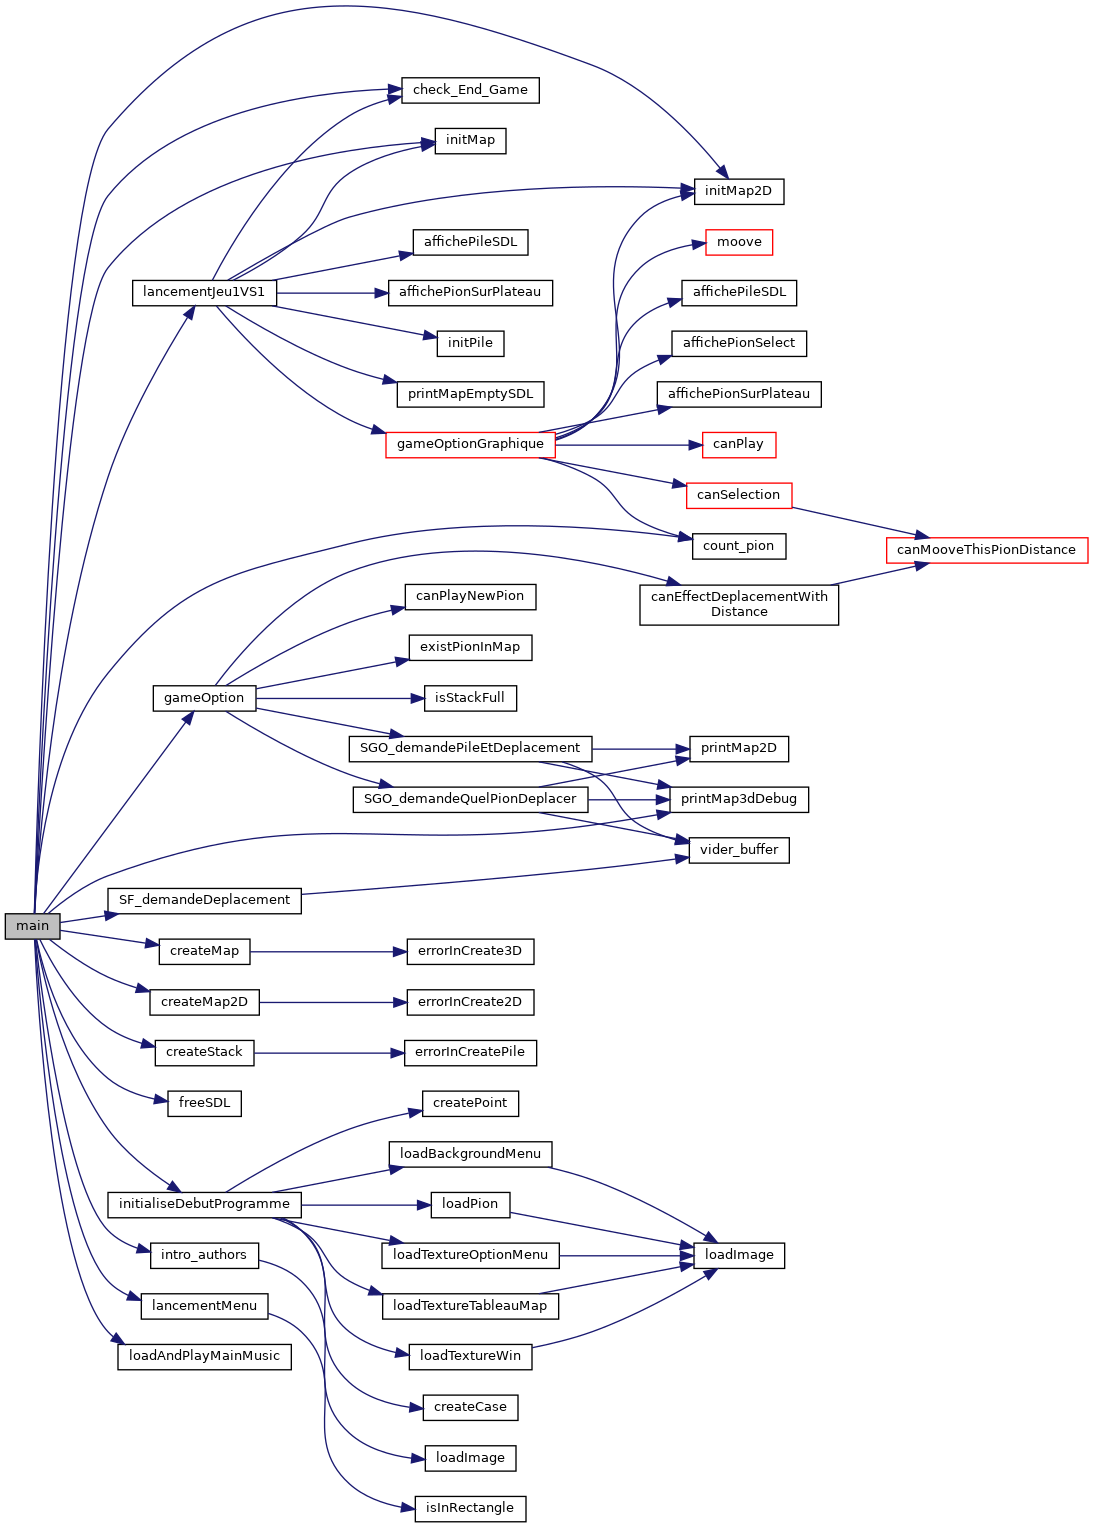 check_End_Game
initMap
initMap2D
affichePileSDL
moove
lancementJeu1VS1
affichePionSurPlateau
affichePileSDL
initPile
affichePionSelect
printMapEmptySDL
affichePionSurPlateau
gameOptionGraphique
canPlay
canSelection
count_pion
canMooveThisPionDistance
canPlayNewPion
canEffectDeplacementWith
Distance
existPionInMap
gameOption
isStackFull
SGO_demandePileEtDeplacement
printMap2D
SGO_demandeQuelPionDeplacer
printMap3dDebug
vider_buffer
SF_demandeDeplacement
main
createMap
errorInCreate3D
createMap2D
errorInCreate2D
createStack
errorInCreatePile
freeSDL
createPoint
loadBackgroundMenu
initialiseDebutProgramme
loadPion
intro_authors
loadTextureOptionMenu
loadImage
lancementMenu
loadTextureTableauMap
loadAndPlayMainMusic
loadTextureWin
createCase
loadImage
isInRectangle